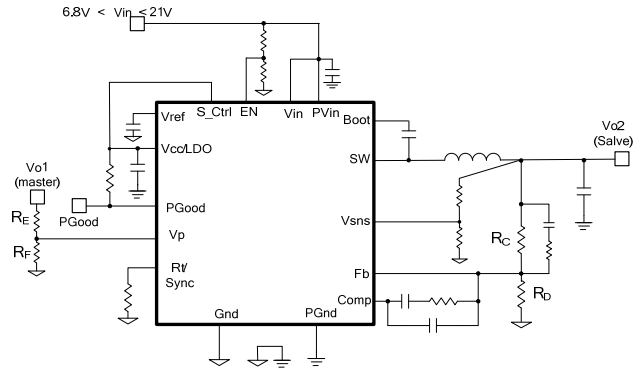 6.8V < Vin < 21V
S_Ctrl EN Vin PVin
Vref
Boot
Vcc/LDO
SW
Vo2
(Salve)
Vo1
(master)
PGood
PGood
Vsns
RE
RF
Vp
RC
Rt/
Sync
Fb
Comp
RD
Gnd
PGnd